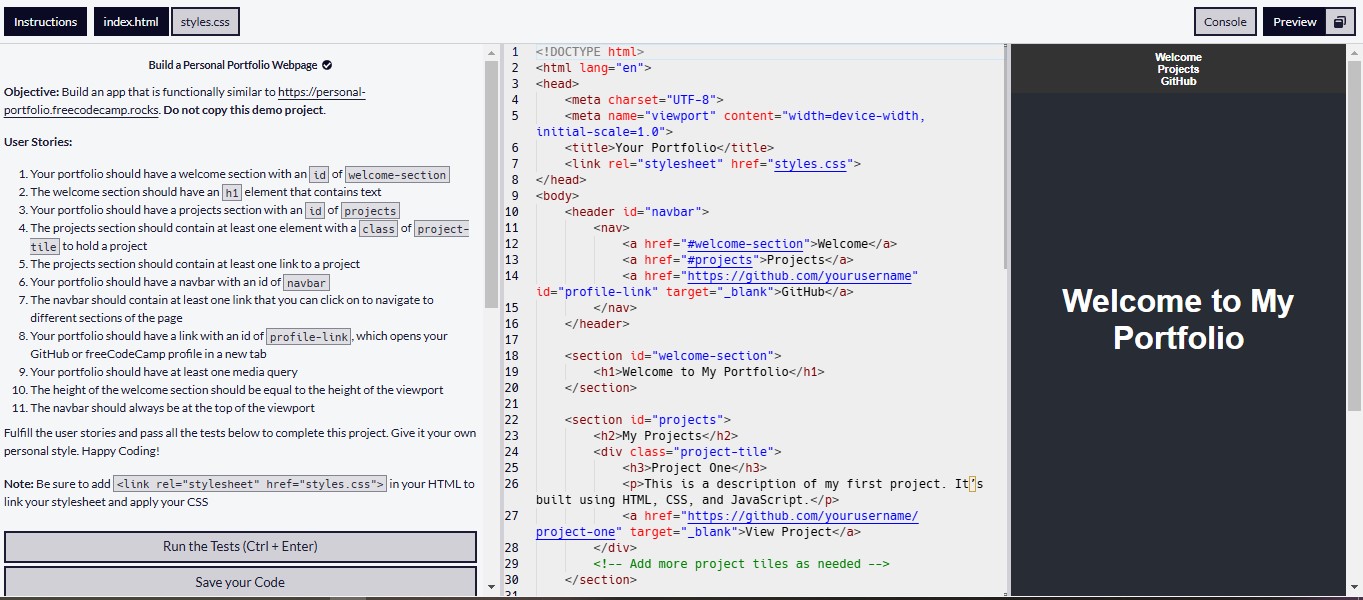 Instructions
index.html
styles.css
Console
Preview
Build a Personal Portfolio Webpage
Objective: Build an app that is functionally similar to https://personal-
portfolio.freecodecamp.rocks. Do not copy this demo project.
User Stories:
1. Your portfolio should have a welcome section with an id of welcome-section
2. The welcome section should have an h1 element that contains text
3. Your portfolio should have a projects section with an id of projects
4. The projects section should contain at least one element with a class of project-
tile to hold a project
5. The projects section should contain at least one link to a project
6. Your portfolio should have a navbar with an id of navbar
7. The navbar should contain at least one link that you can click on to navigate to
different sections of the page
8. Your portfolio should have a link with an id of profile-link, which opens your
GitHub or freeCodeCamp profile in a new tab
9. Your portfolio should have at least one media query
10. The height of the welcome section should be equal to the height of the viewport
11. The navbar should always be at the top of the viewport
Fulfill the user stories and pass all the tests below to complete this project. Give it your own
personal style. Happy Coding!
Note: Be sure to add <link rel="stylesheet" href="styles.css"> in your HTML to
link your stylesheet and apply your CSS
Run the Tests (Ctrl + Enter)
Save your Code
1 <!DOCTYPE html>
2 <html lang="en">
3 <head>
4 <meta charset="UTF-8">
5 <meta name="viewport" content="width=device-width,
initial-scale=1.0">
6 <title>Your Portfolio</title>
7 <link rel="stylesheet" href="styles.css">
8 </head>
9 <body>
10 <header id="navbar">
11 <nav>
12 <a href="#welcome-section">Welcome</a>
13 <a href="#projects">Projects</a>
14 <a href="https://github.com/yourusername"
id="profile-link" target="_blank">GitHub</a>
15 </nav>
16 </header>
17
18 <section id="welcome-section">
19 <h1>Welcome to My Portfolio</h1>
20 </section>
21
22 <section id="projects">
23 <h2>My Projects</h2>
24 <div class="project-tile">
25 <h3>Project One</h3>
26 <p>This is a description of my first project. It’s
built using HTML, CSS, and JavaScript.</p>
27 <a href="https://github.com/yourusername/
project-one" target="_blank">View Project</a>
28 </div>
29 <!-- Add more project tiles as needed -->
30 </section>
31
Welcome
Projects
GitHub
Welcome to My
Portfolio